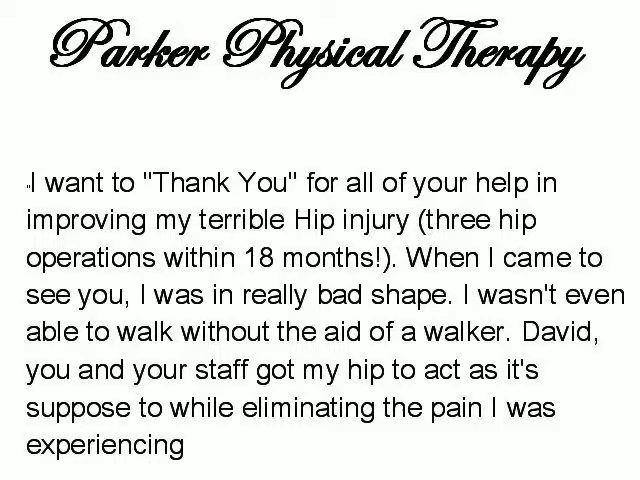 Parker Physical Therapy
"I want to "Thank You" for all of your help in
improving my terrible Hip injury (three hip
operations within 18 months!). When I came to
see you, I was in really bad shape. I wasn't even
able to walk without the aid of a walker. David,
you and your staff got my hip to act as it's
suppose to while eliminating the pain I was
experiencing